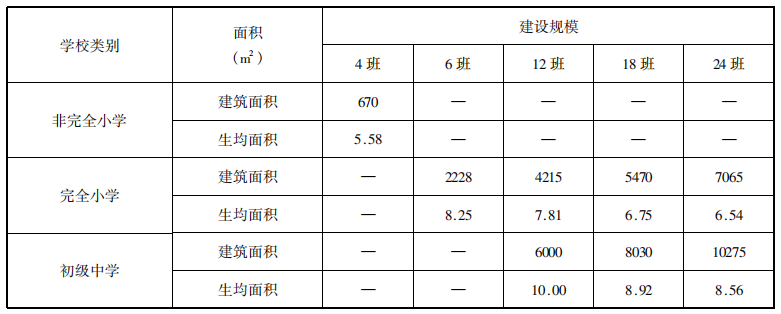 学校类别 面积（m²） 建设规模
4 班 6 班 12 班 18 班 24 班
非完全小学 建筑面积 670 — — — —
生均面积 5.58 — — — —
完全小学 建筑面积 — 2228 4215 5470 7065
生均面积 — 8.25 7.81 6.75 6.54
初级中学 建筑面积 — — 6000 8030 10275
生均面积 — — 10.00 8.92 8.56